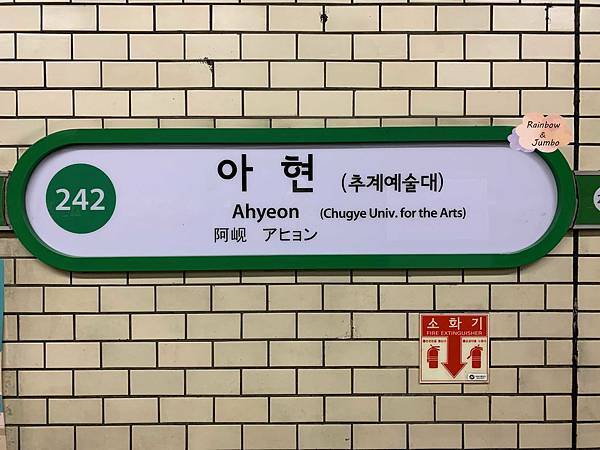 Rainbow
&
Jumbo
242
아현 (추계예술대)
Ahyeon (Chugye Univ. for the Arts)
阿岘 アヒョン
소화기
FIRE EXTINGUISHER